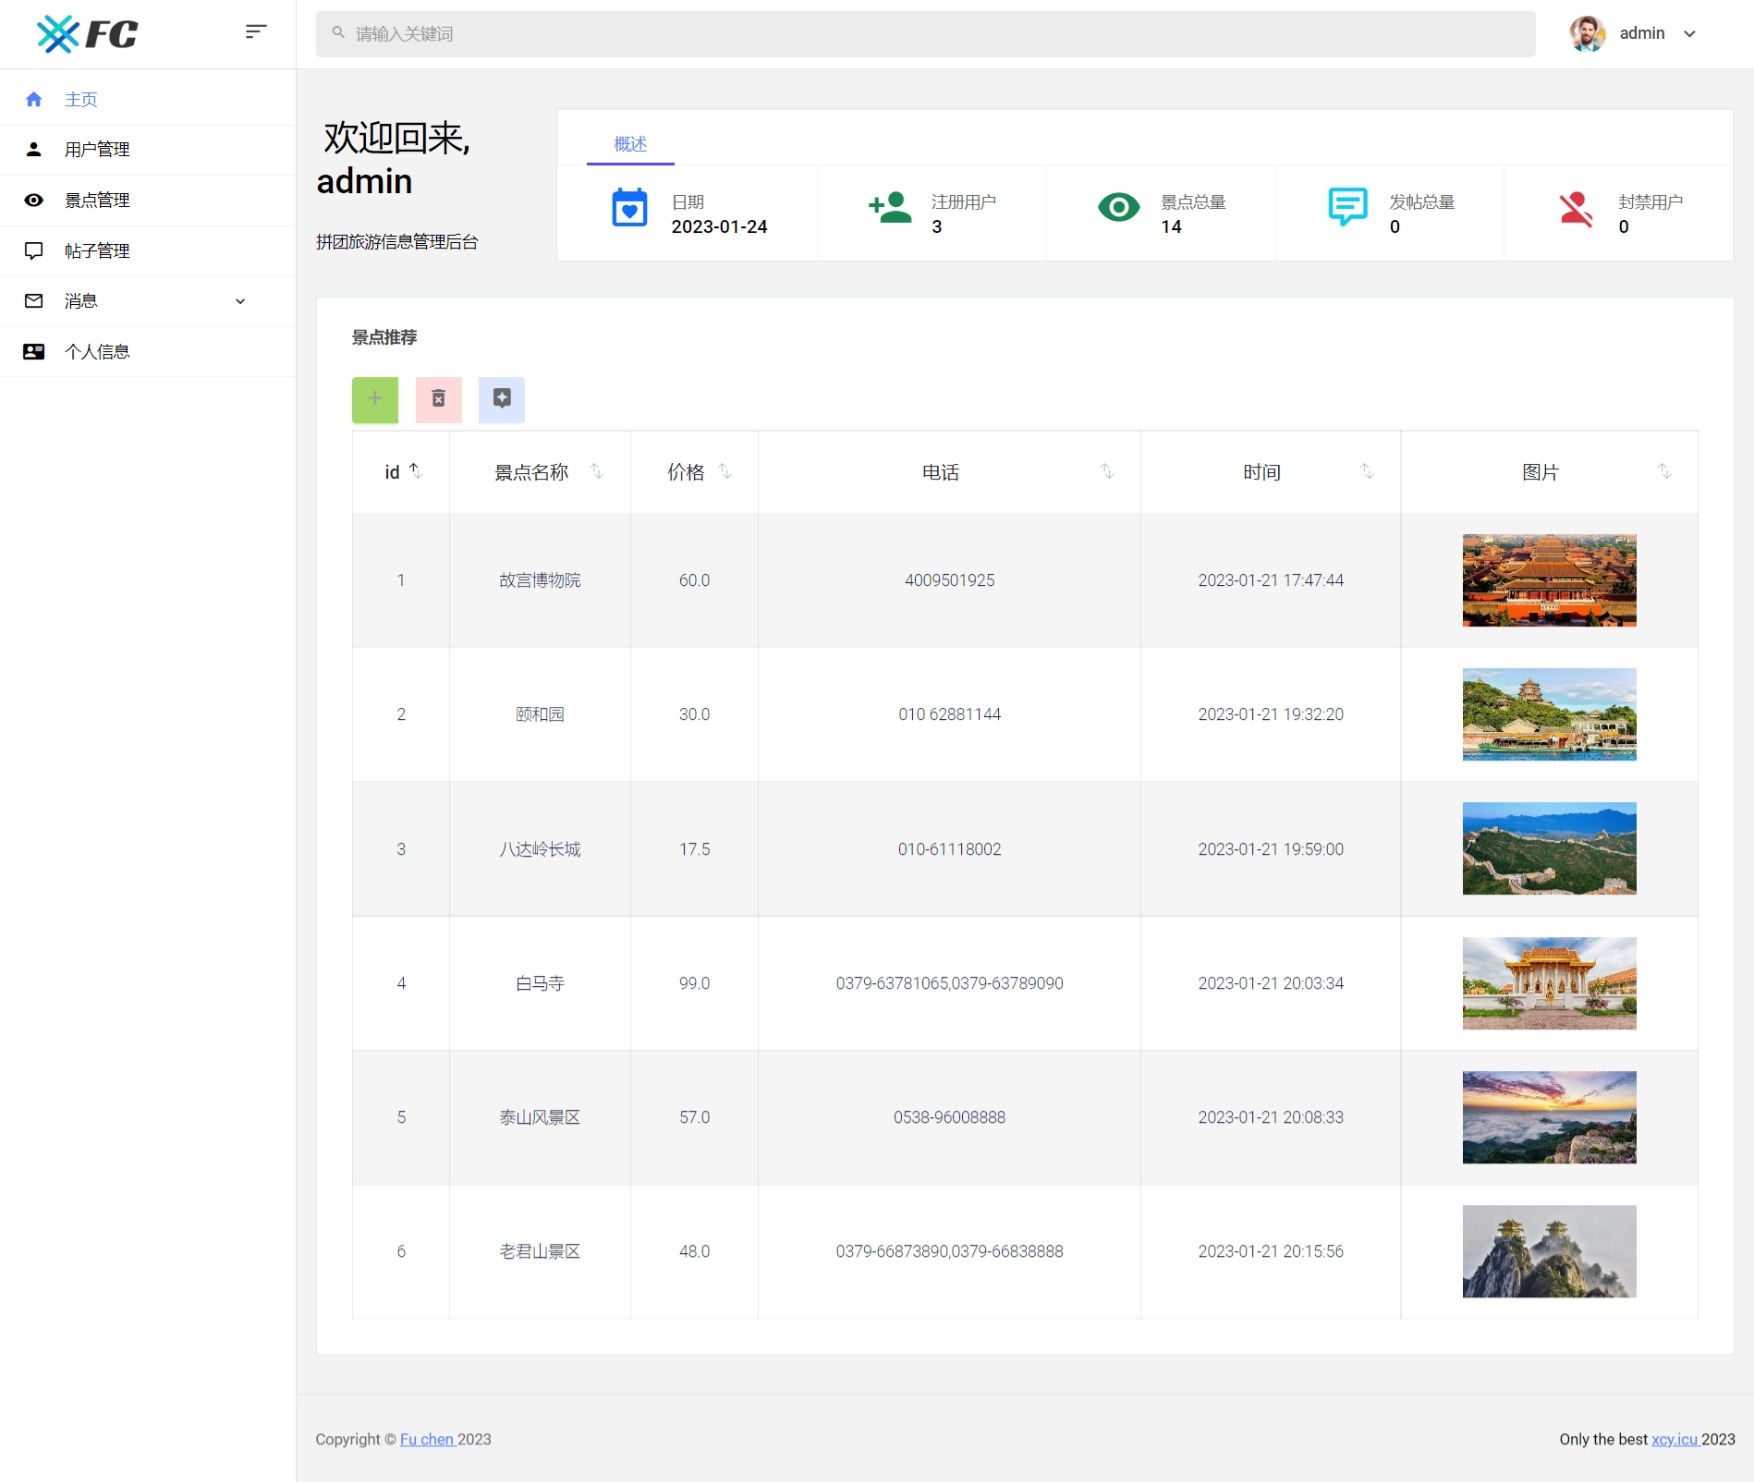 FC
请输入关键词
admin
主页
用户管理
景点管理
帖子管理
消息
个人信息
欢迎回来,
admin
拼团旅游信息管理后台
概述
日期
2023-01-24
注册用户
3
景点总量
14
发帖总量
0
封禁用户
0
景点推荐
id 景点名称 价格 电话 时间 图片
1 故宫博物院 60.0 4009501925 2023-01-21 17:47:44
2 颐和园 30.0 010 62881144 2023-01-21 19:32:20
3 八达岭长城 17.5 010-61118002 2023-01-21 19:59:00
4 白马寺 99.0 0379-63781065,0379-63789090 2023-01-21 20:03:34
5 泰山风景区 57.0 0538-96008888 2023-01-21 20:08:33
6 老君山景区 48.0 0379-66873890,0379-66838888 2023-01-21 20:15:56
Copyright © Fu chen 2023
Only the best xcy.icu 2023